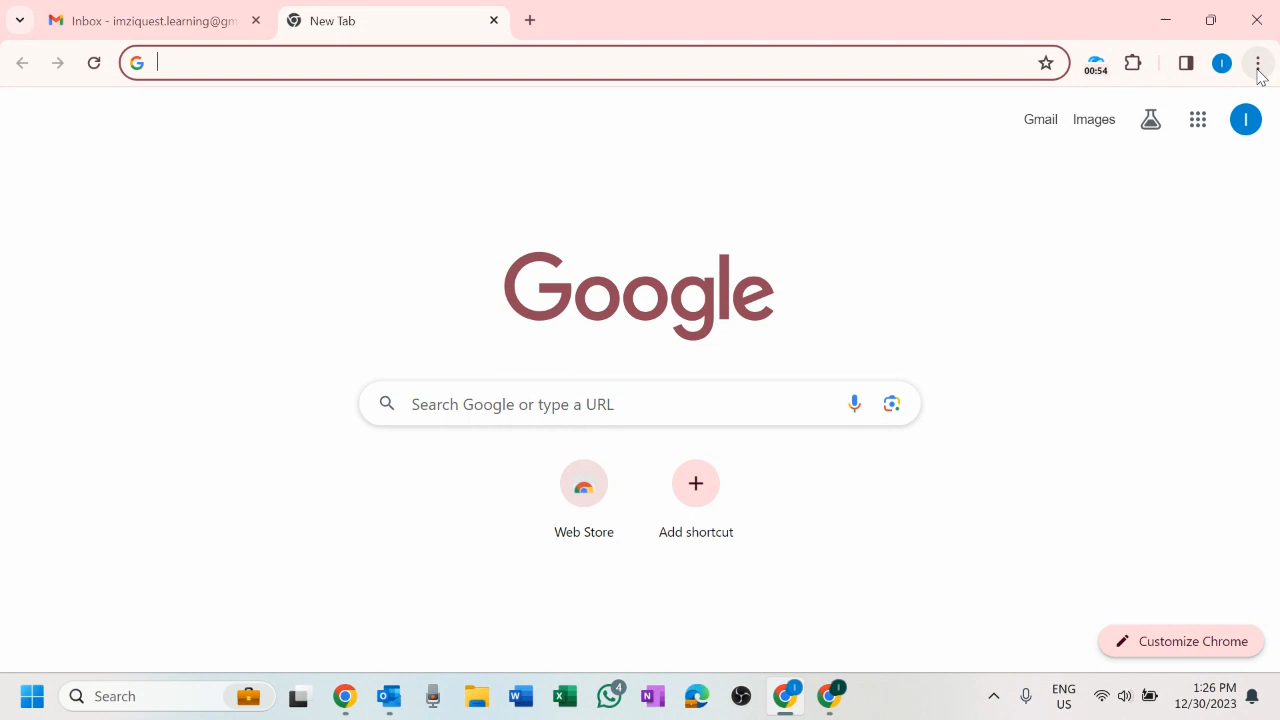 Inbox - imziquest.learning@gm
New Tab
00:54
I
Gmail
Images
I
Google
Search Google or type a URL
Web Store
Add shortcut
Customize Chrome
Search
4
I
I
ENG
US
1:26 PM
12/30/2023